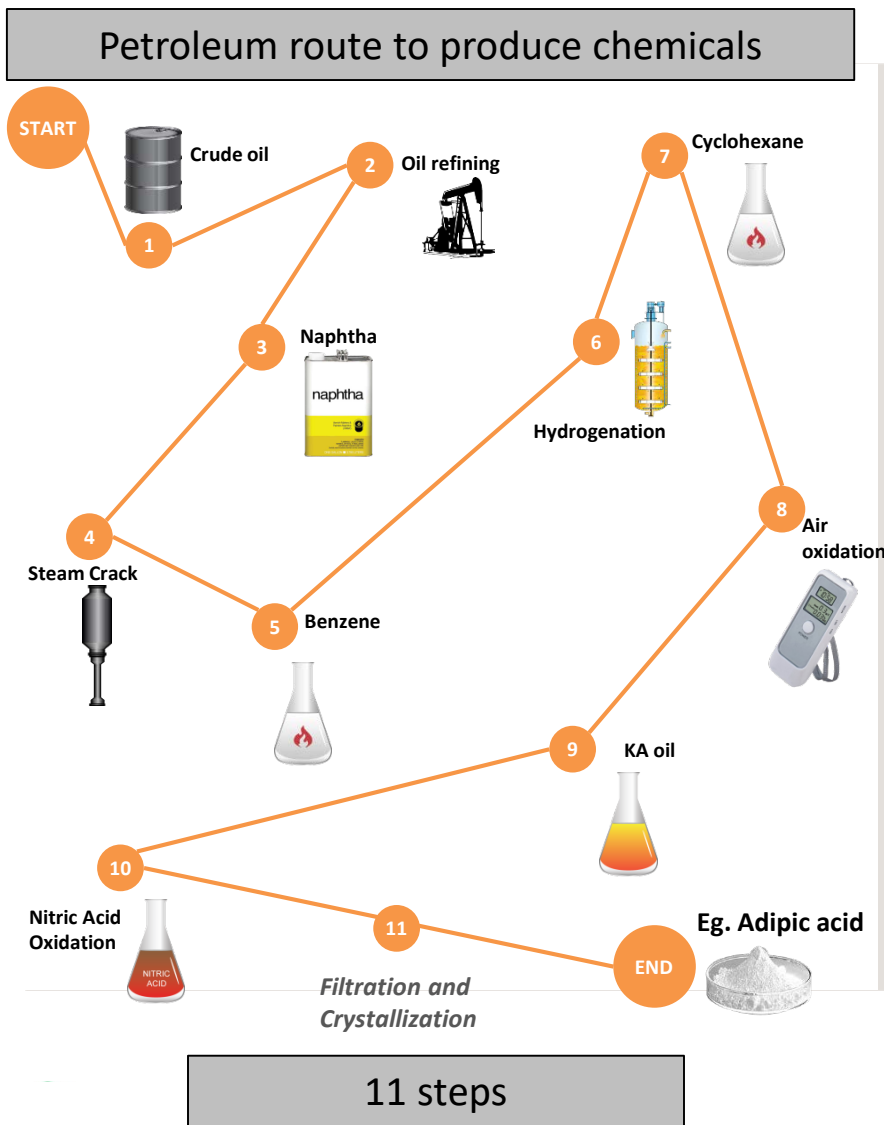 Petroleum route to produce chemicals
START
Crude oil
1
2
Oil refining
3
Naphtha
naphtha
4
Steam Crack
5
Benzene
6
Hydrogenation
7
Cyclohexane
8
Air
oxidation
9
KA oil
10
Nitric Acid
Oxidation
NITRIC
ACID
11
Filtration and
Crystallization
END
Eg. Adipic acid
11 steps